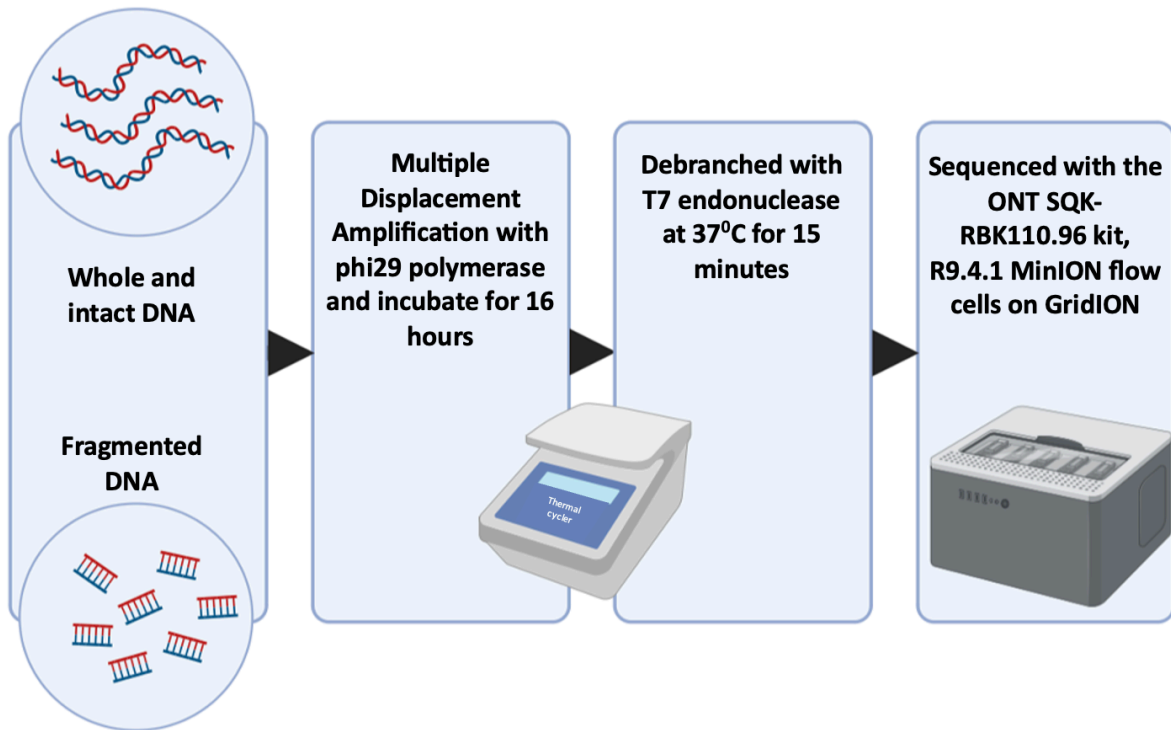 Whole and
intact DNA
Fragmented
DNA
Multiple
Displacement
Amplification with
phi29 polymerase
and incubate for 16
hours
Thermal
cycler
Debranched with
T7 endonuclease
at 37⁰C for 15
minutes
Sequenced with the
ONT SQK-
RBK110.96 kit,
R9.4.1 MinION flow
cells on GridION